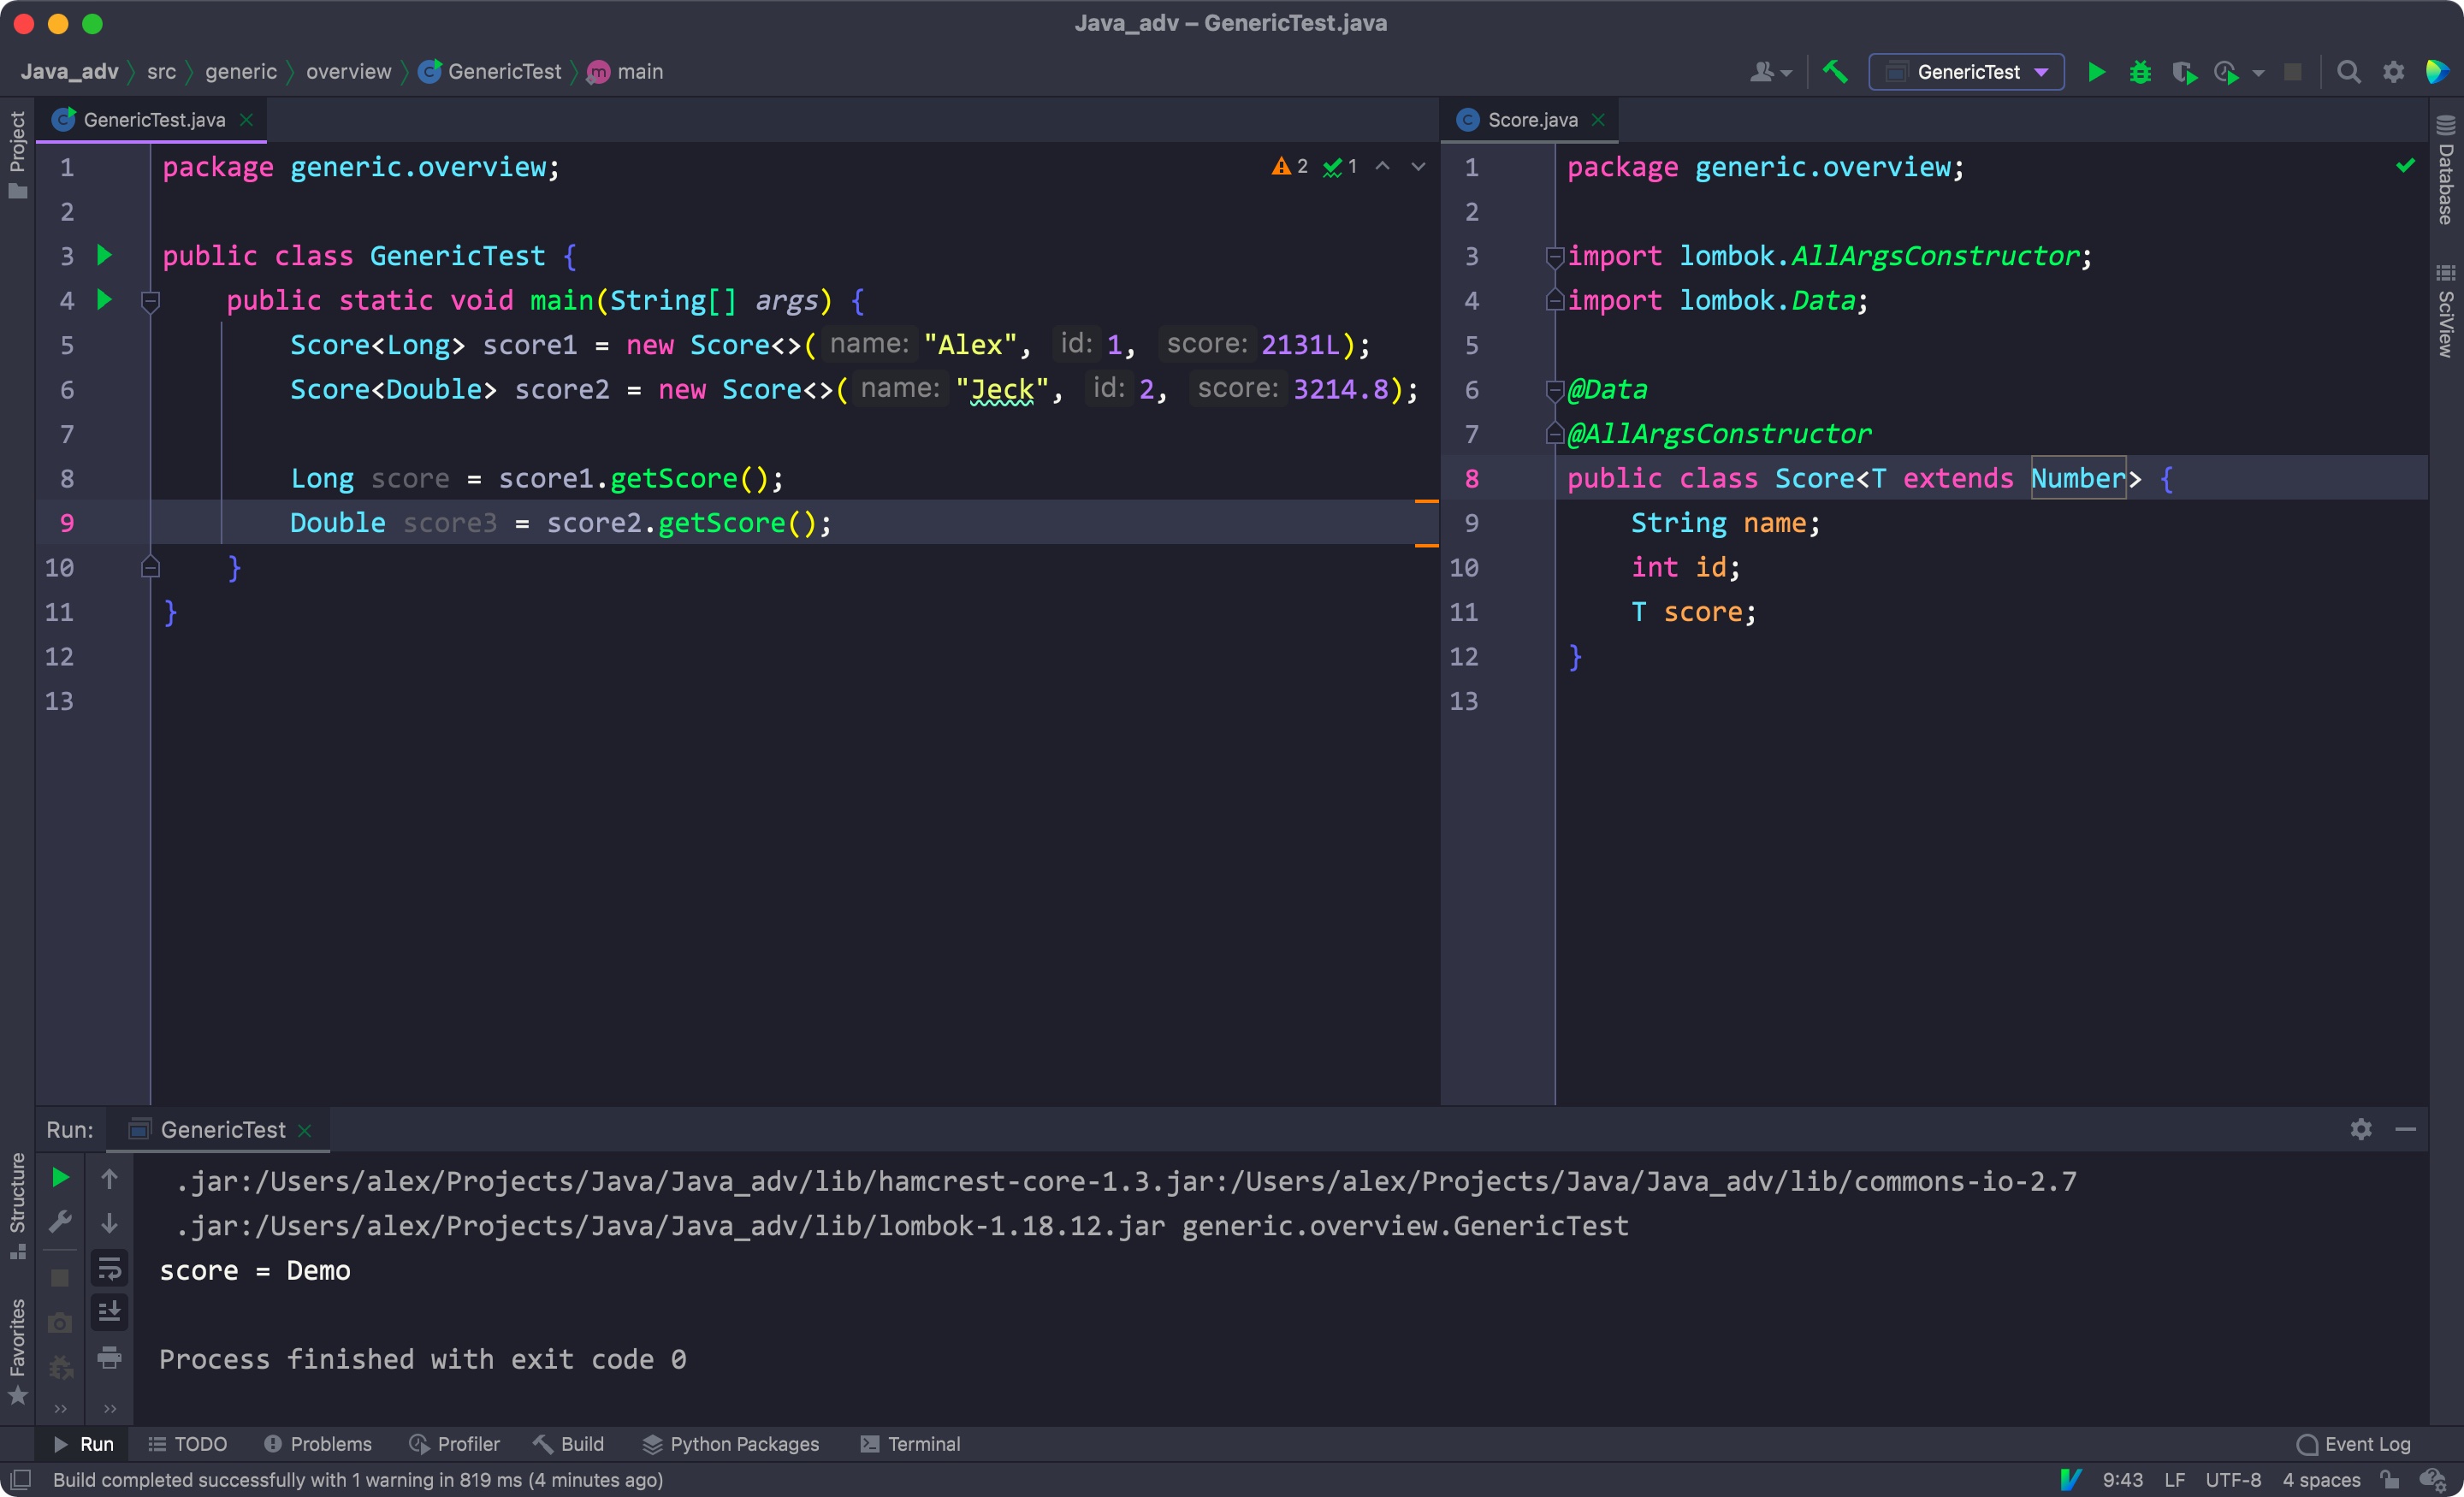 Java_adv – GenericTest.java
Java_adv src generic overview GenericTest main
GenericTest
Project
GenericTest.java
1 package generic.overview;
2 1
2
3 public class GenericTest {
4 public static void main(String[] args) {
5 Score<Long> score1 = new Score<>( name: "Alex", id: 1, score: 2131L);
6 Score<Double> score2 = new Score<>( name: "Jeck", id: 2, score: 3214.8);
7
8 Long score = score1.getScore();
9 Double score3 = score2.getScore();
10 }
11 }
12
13
Score.java
1 package generic.overview;
2
3 import lombok.AllArgsConstructor;
4 import lombok.Data;
5
6 @Data
7 @AllArgsConstructor
8 public class Score<T extends Number> {
9 String name;
10 int id;
11 T score;
12 }
13
Database
SciView
Run: GenericTest
Structure
Favorites
.jar:/Users/alex/Projects/Java/Java_adv/lib/hamcrest-core-1.3.jar:/Users/alex/Projects/Java/Java_adv/lib/commons-io-2.7
.jar:/Users/alex/Projects/Java/Java_adv/lib/lombok-1.18.12.jar generic.overview.GenericTest
score = Demo
Process finished with exit code 0
Run TODO Problems Profiler Build Python Packages Terminal Event Log
Build completed successfully with 1 warning in 819 ms (4 minutes ago) 9:43 LF UTF-8 4 spaces